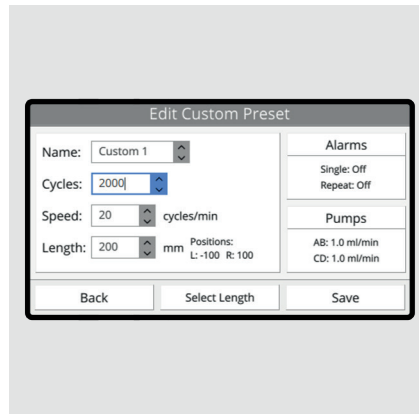 Edit Custom Preset
Name: Custom 1
Cycles: 2000
Speed: 20 cycles/min
Length: 200 mm Positions:
L: -100 R: 100
Alarms
Single: Off
Repeat: Off
Pumps
AB: 1.0 ml/min
CD: 1.0 ml/min
Back
Select Length
Save